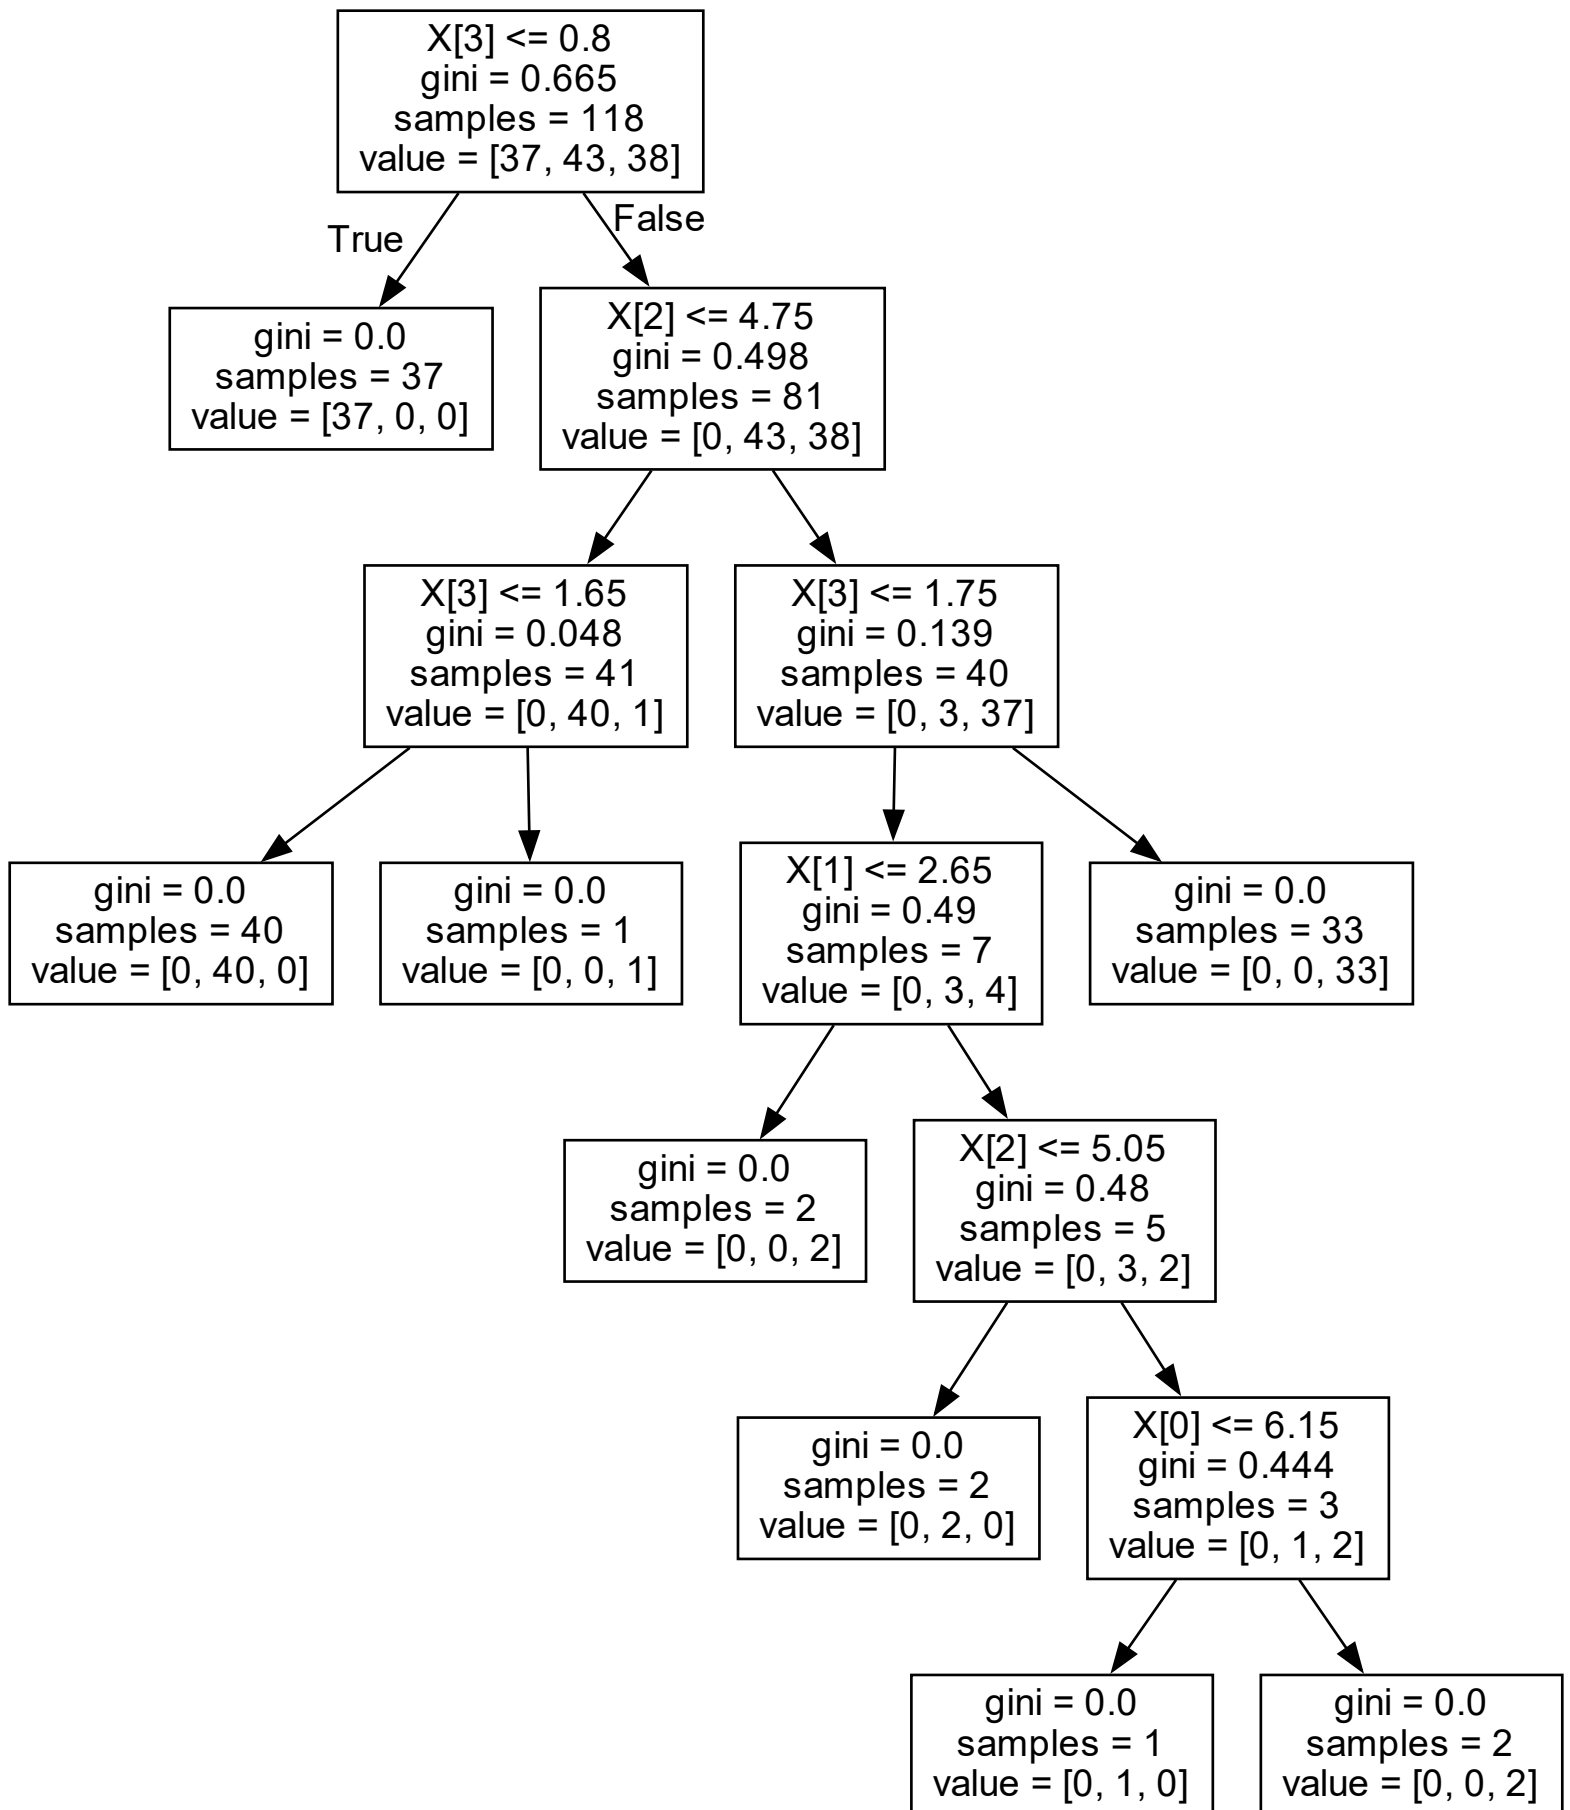 X[3] <= 0.8
gini = 0.665
samples = 118
value = [37, 43, 38]
True
False
gini = 0.0
samples = 37
value = [37, 0, 0]
X[2] <= 4.75
gini = 0.498
samples = 81
value = [0, 43, 38]
X[3] <= 1.65
gini = 0.048
samples = 41
value = [0, 40, 1]
X[3] <= 1.75
gini = 0.139
samples = 40
value = [0, 3, 37]
gini = 0.0
samples = 40
value = [0, 40, 0]
gini = 0.0
samples = 1
value = [0, 0, 1]
X[1] <= 2.65
gini = 0.49
samples = 7
value = [0, 3, 4]
gini = 0.0
samples = 33
value = [0, 0, 33]
gini = 0.0
samples = 2
value = [0, 0, 2]
X[2] <= 5.05
gini = 0.48
samples = 5
value = [0, 3, 2]
gini = 0.0
samples = 2
value = [0, 2, 0]
X[0] <= 6.15
gini = 0.444
samples = 3
value = [0, 1, 2]
gini = 0.0
samples = 1
value = [0, 1, 0]
gini = 0.0
samples = 2
value = [0, 0, 2]